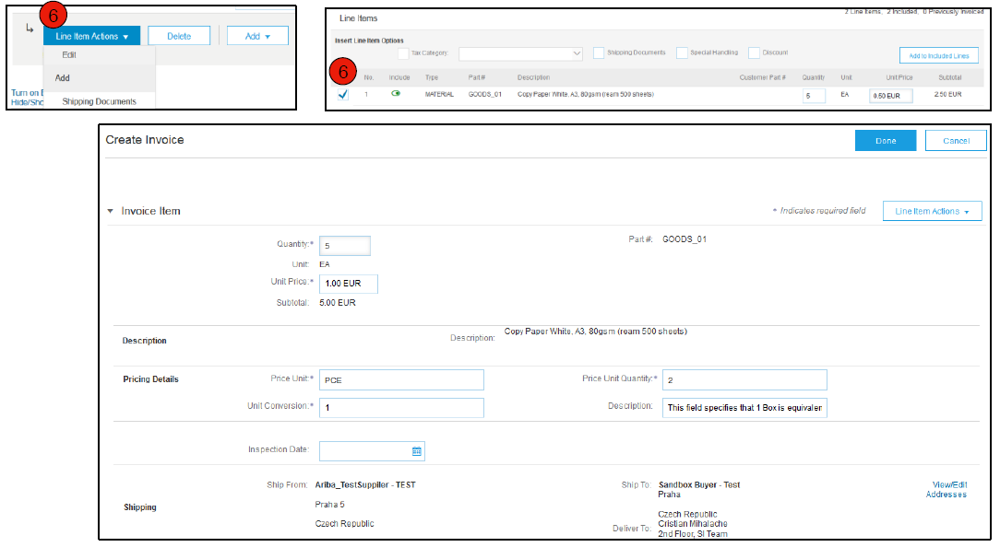 6
Line Item Actions
Delete
Add
Edit
Add
Turn on E
Hide/Sho
Shipping Documents
2 Line Items, 2 Included, 0 Previously Invoiced
Line Items
Insert Line Item Options
Tax Category:
Shipping Documents
Special Handling
Discount
Add to Included Lines
6
No. Include Type Part # Description Customer Part # Quantity Unit Unit Price Subtotal
1 MATERIAL GOODS_01 Copy Paper White, A3, 80gsm (ream 500 sheets) 5 EA 0.50 EUR 2.50 EUR
Create Invoice
Done
Cancel
Invoice Item
* Indicates required field
Line Item Actions
Quantity:* 5
Part #: GOODS_01
Unit: EA
Unit Price:* 1.00 EUR
Subtotal: 5.00 EUR
Description
Description: Copy Paper White, A3, 80gsm (ream 500 sheets)
Pricing Details
Price Unit:* PCE
Price Unit Quantity:* 2
Unit Conversion:* 1
Description: This field specifies that 1 Box is equivalen
Inspection Date:
Shipping
Ship From: Ariba_TestSuppiler - TEST
Praha 5
Czech Republic
Ship To: Sandbox Buyer - Test
Praha
Czech Republic
Deliver To: Cristian Mihalache
2nd Floor, SI Team
View/Edit
Addresses